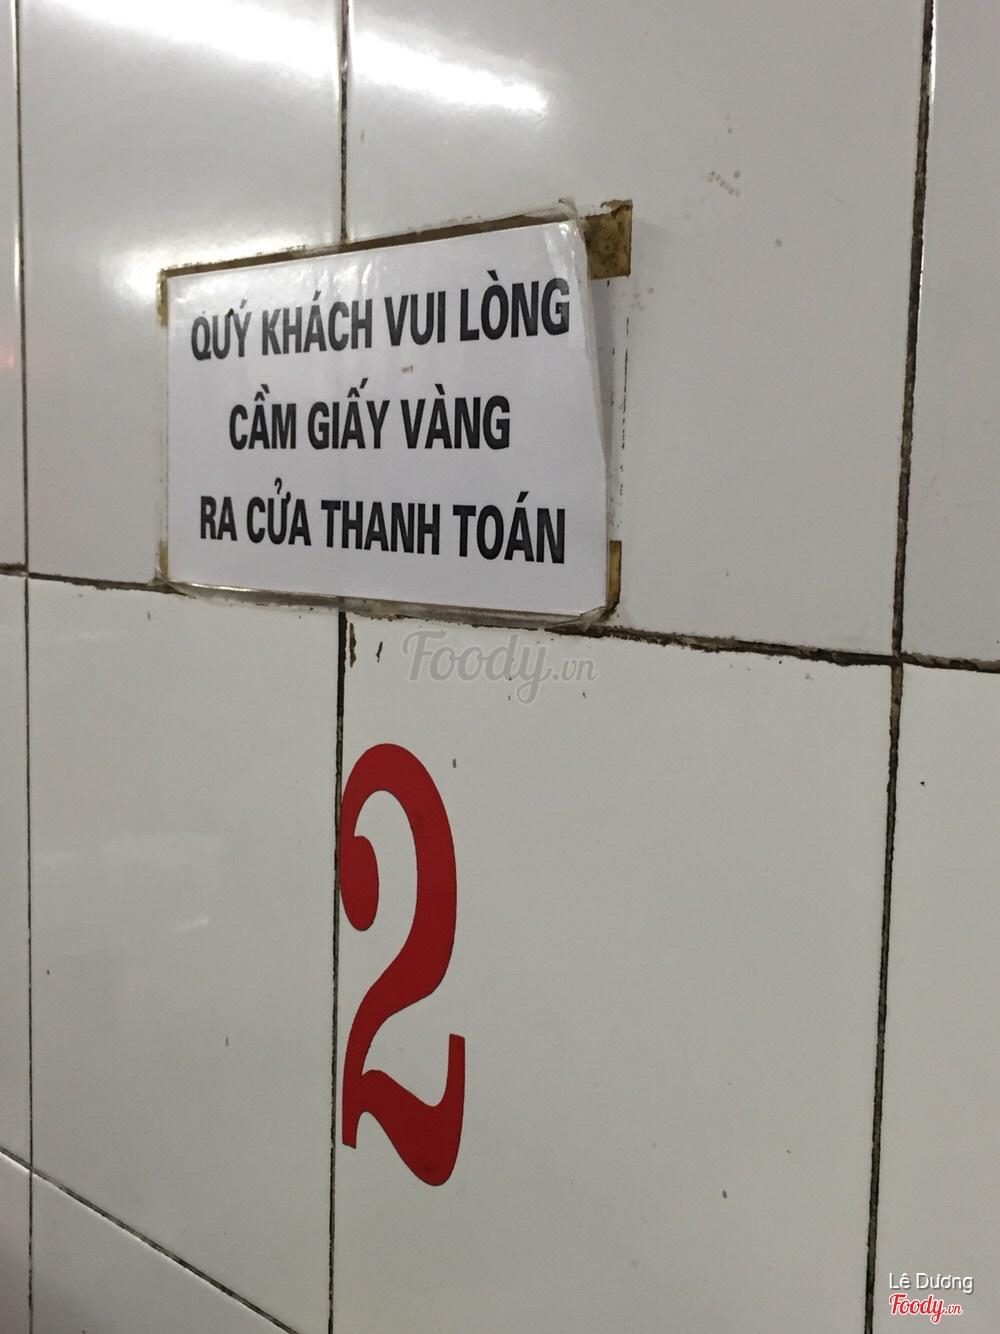 QUÝ KHÁCH VUI LÒNG
CẦM GIẤY VÀNG
RA CỬA THANH TOÁN
Foody.vn
2
Lê Dương
Foody.vn